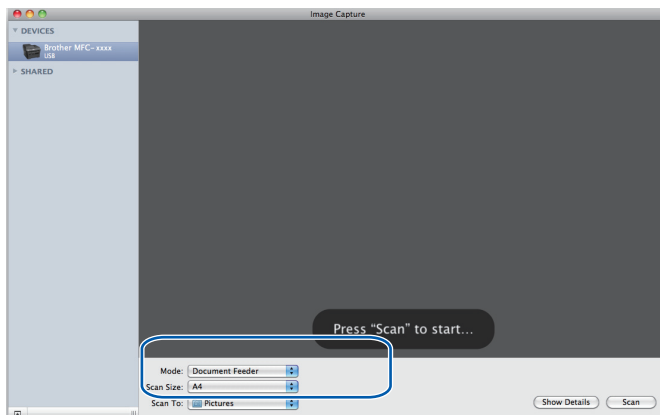 Image Capture
DEVICES
Brother MFC-xxxx
USB
SHARED
Press “Scan” to start...
Mode: Document Feeder
Scan Size: A4
Scan To: Pictures
Show Details Scan